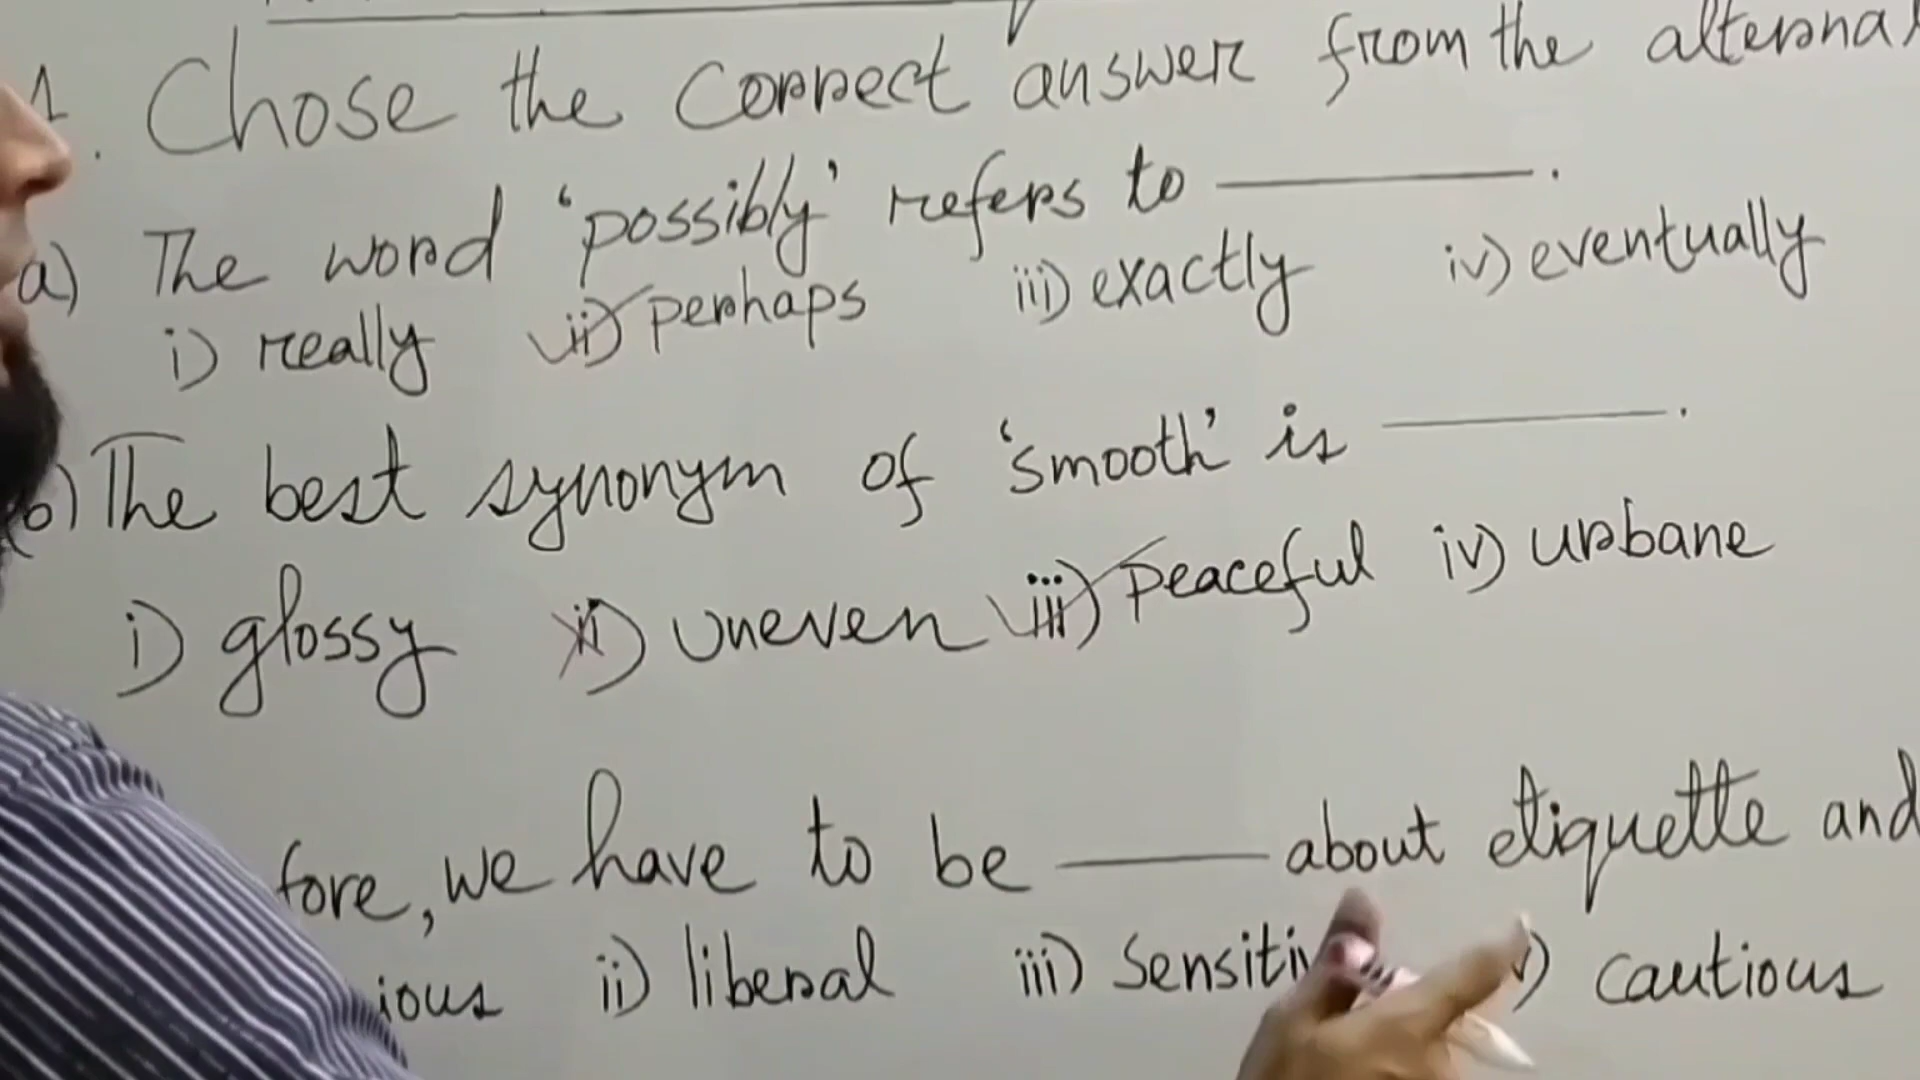 1. Chose the correct answer from the alternat
a) The word 'possibly' refers to ______.
i) really ii) perhaps iii) exactly iv) eventually
b) The best synonym of 'smooth' is ______.
i) glossy ii) uneven iii) peaceful iv) urbane
fore, we have to be ______ about etiquette and
ious ii) liberal iii) Sensitiv v) cautious